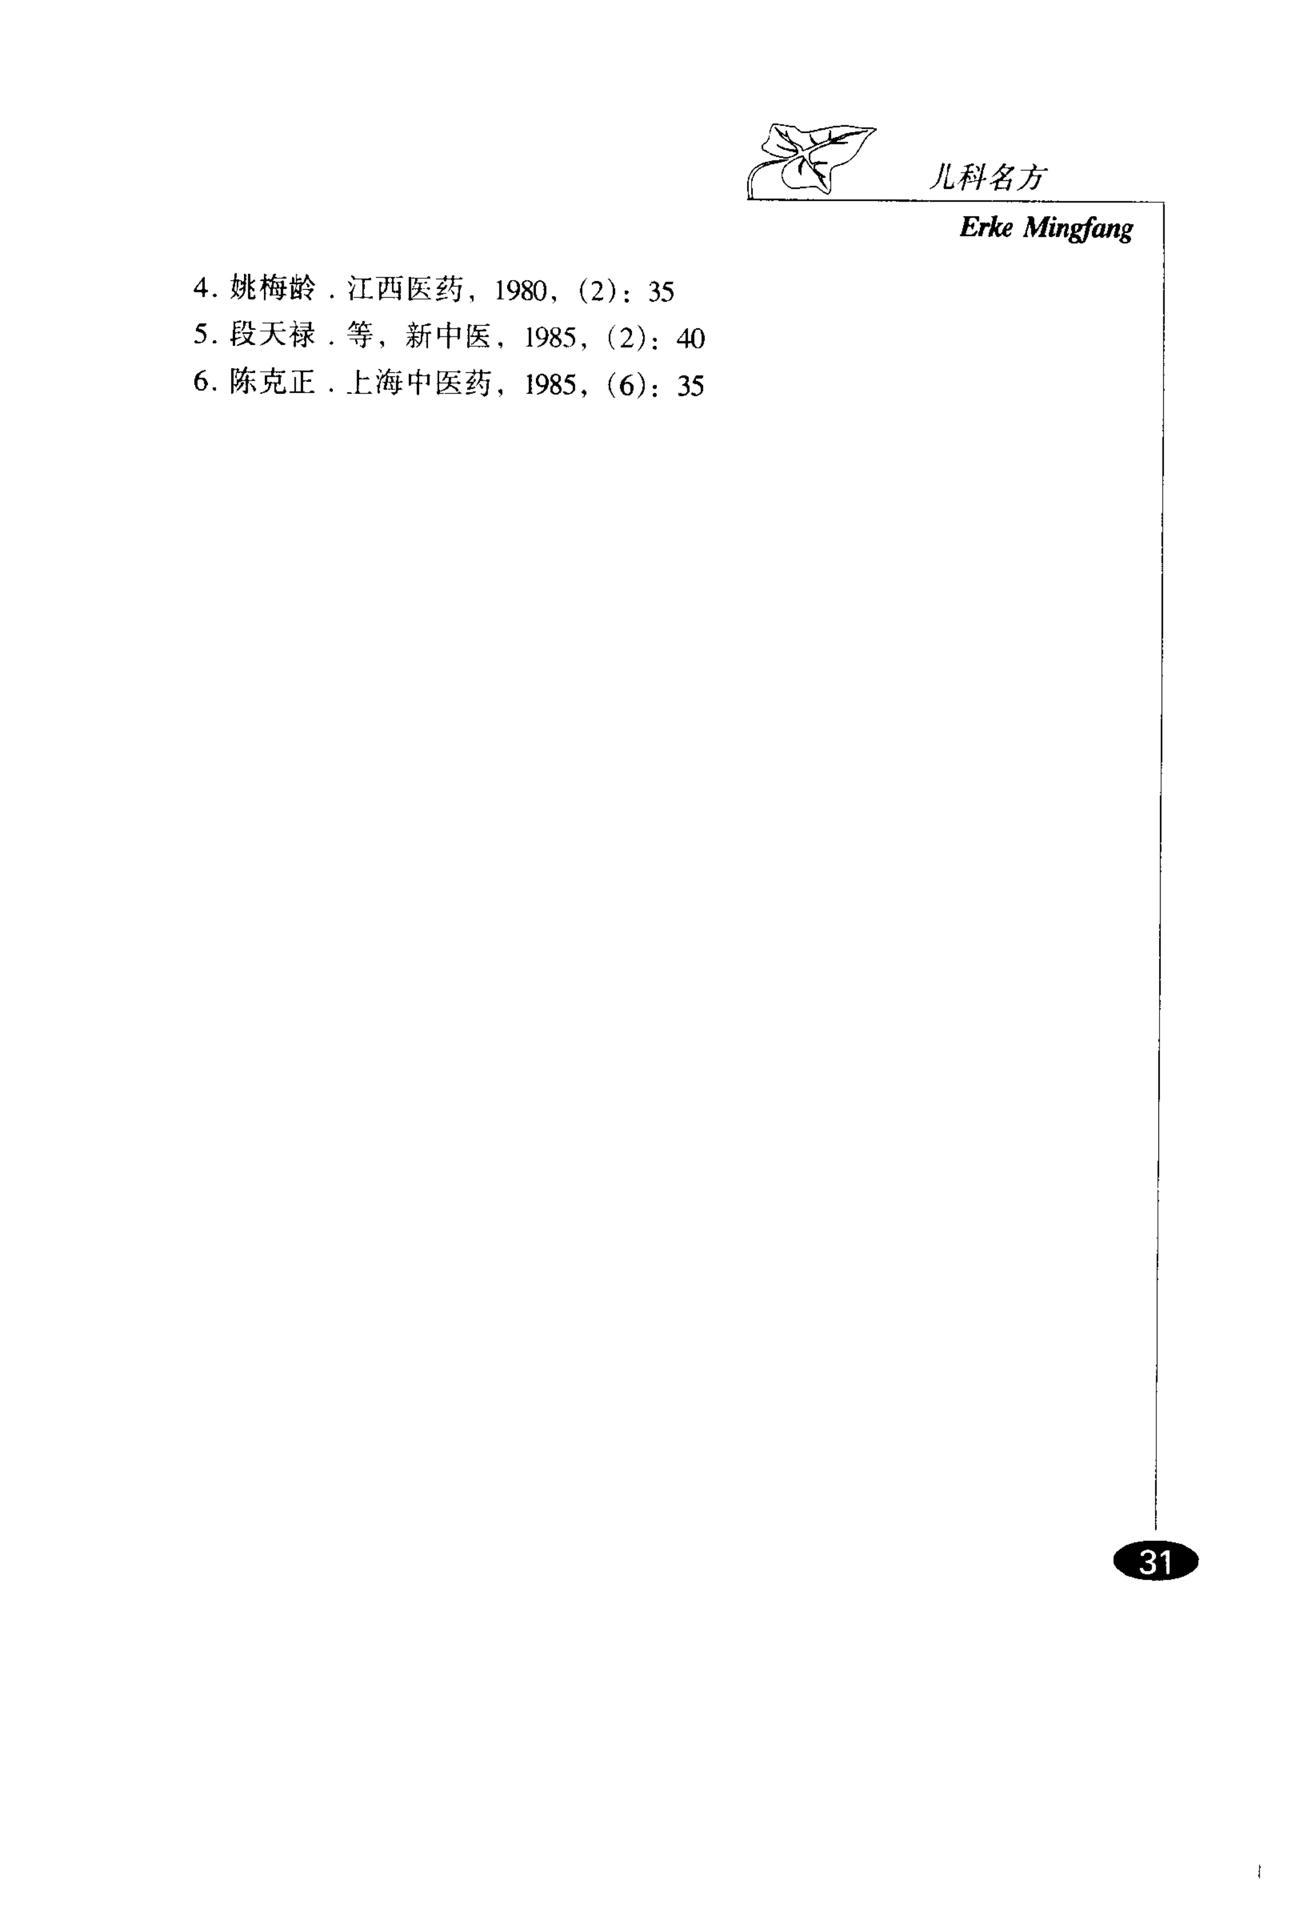 儿科名方
Erke Mingfang
4. 姚梅龄．江西医药，1980，(2)：35
5. 段天禄．等，新中医，1985，(2)：40
6. 陈克正．上海中医药，1985，(6)：35
31